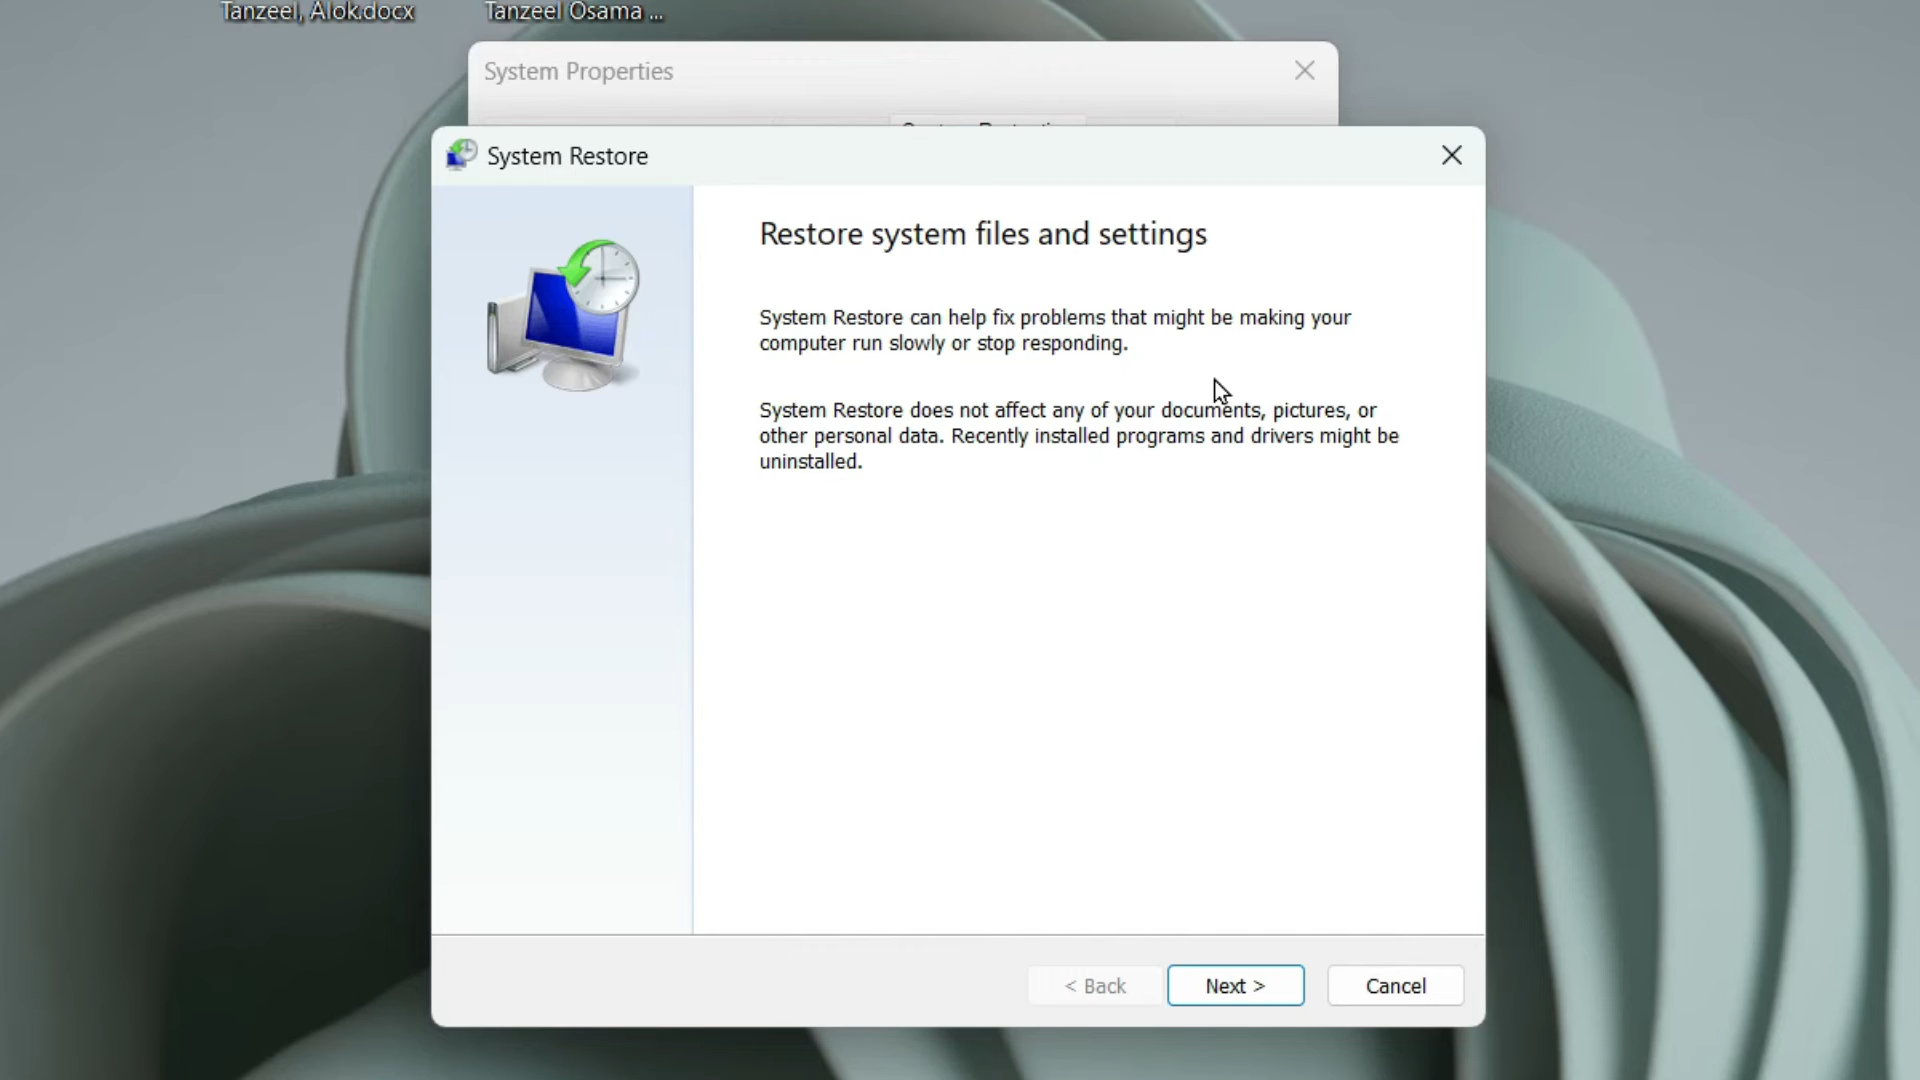 Tanzeel, Alok.docx
Tanzeel Osama ...
System Properties
System Restore
Restore system files and settings
System Restore can help fix problems that might be making your
computer run slowly or stop responding.
System Restore does not affect any of your documents, pictures, or
other personal data. Recently installed programs and drivers might be
uninstalled.
< Back
Next >
Cancel